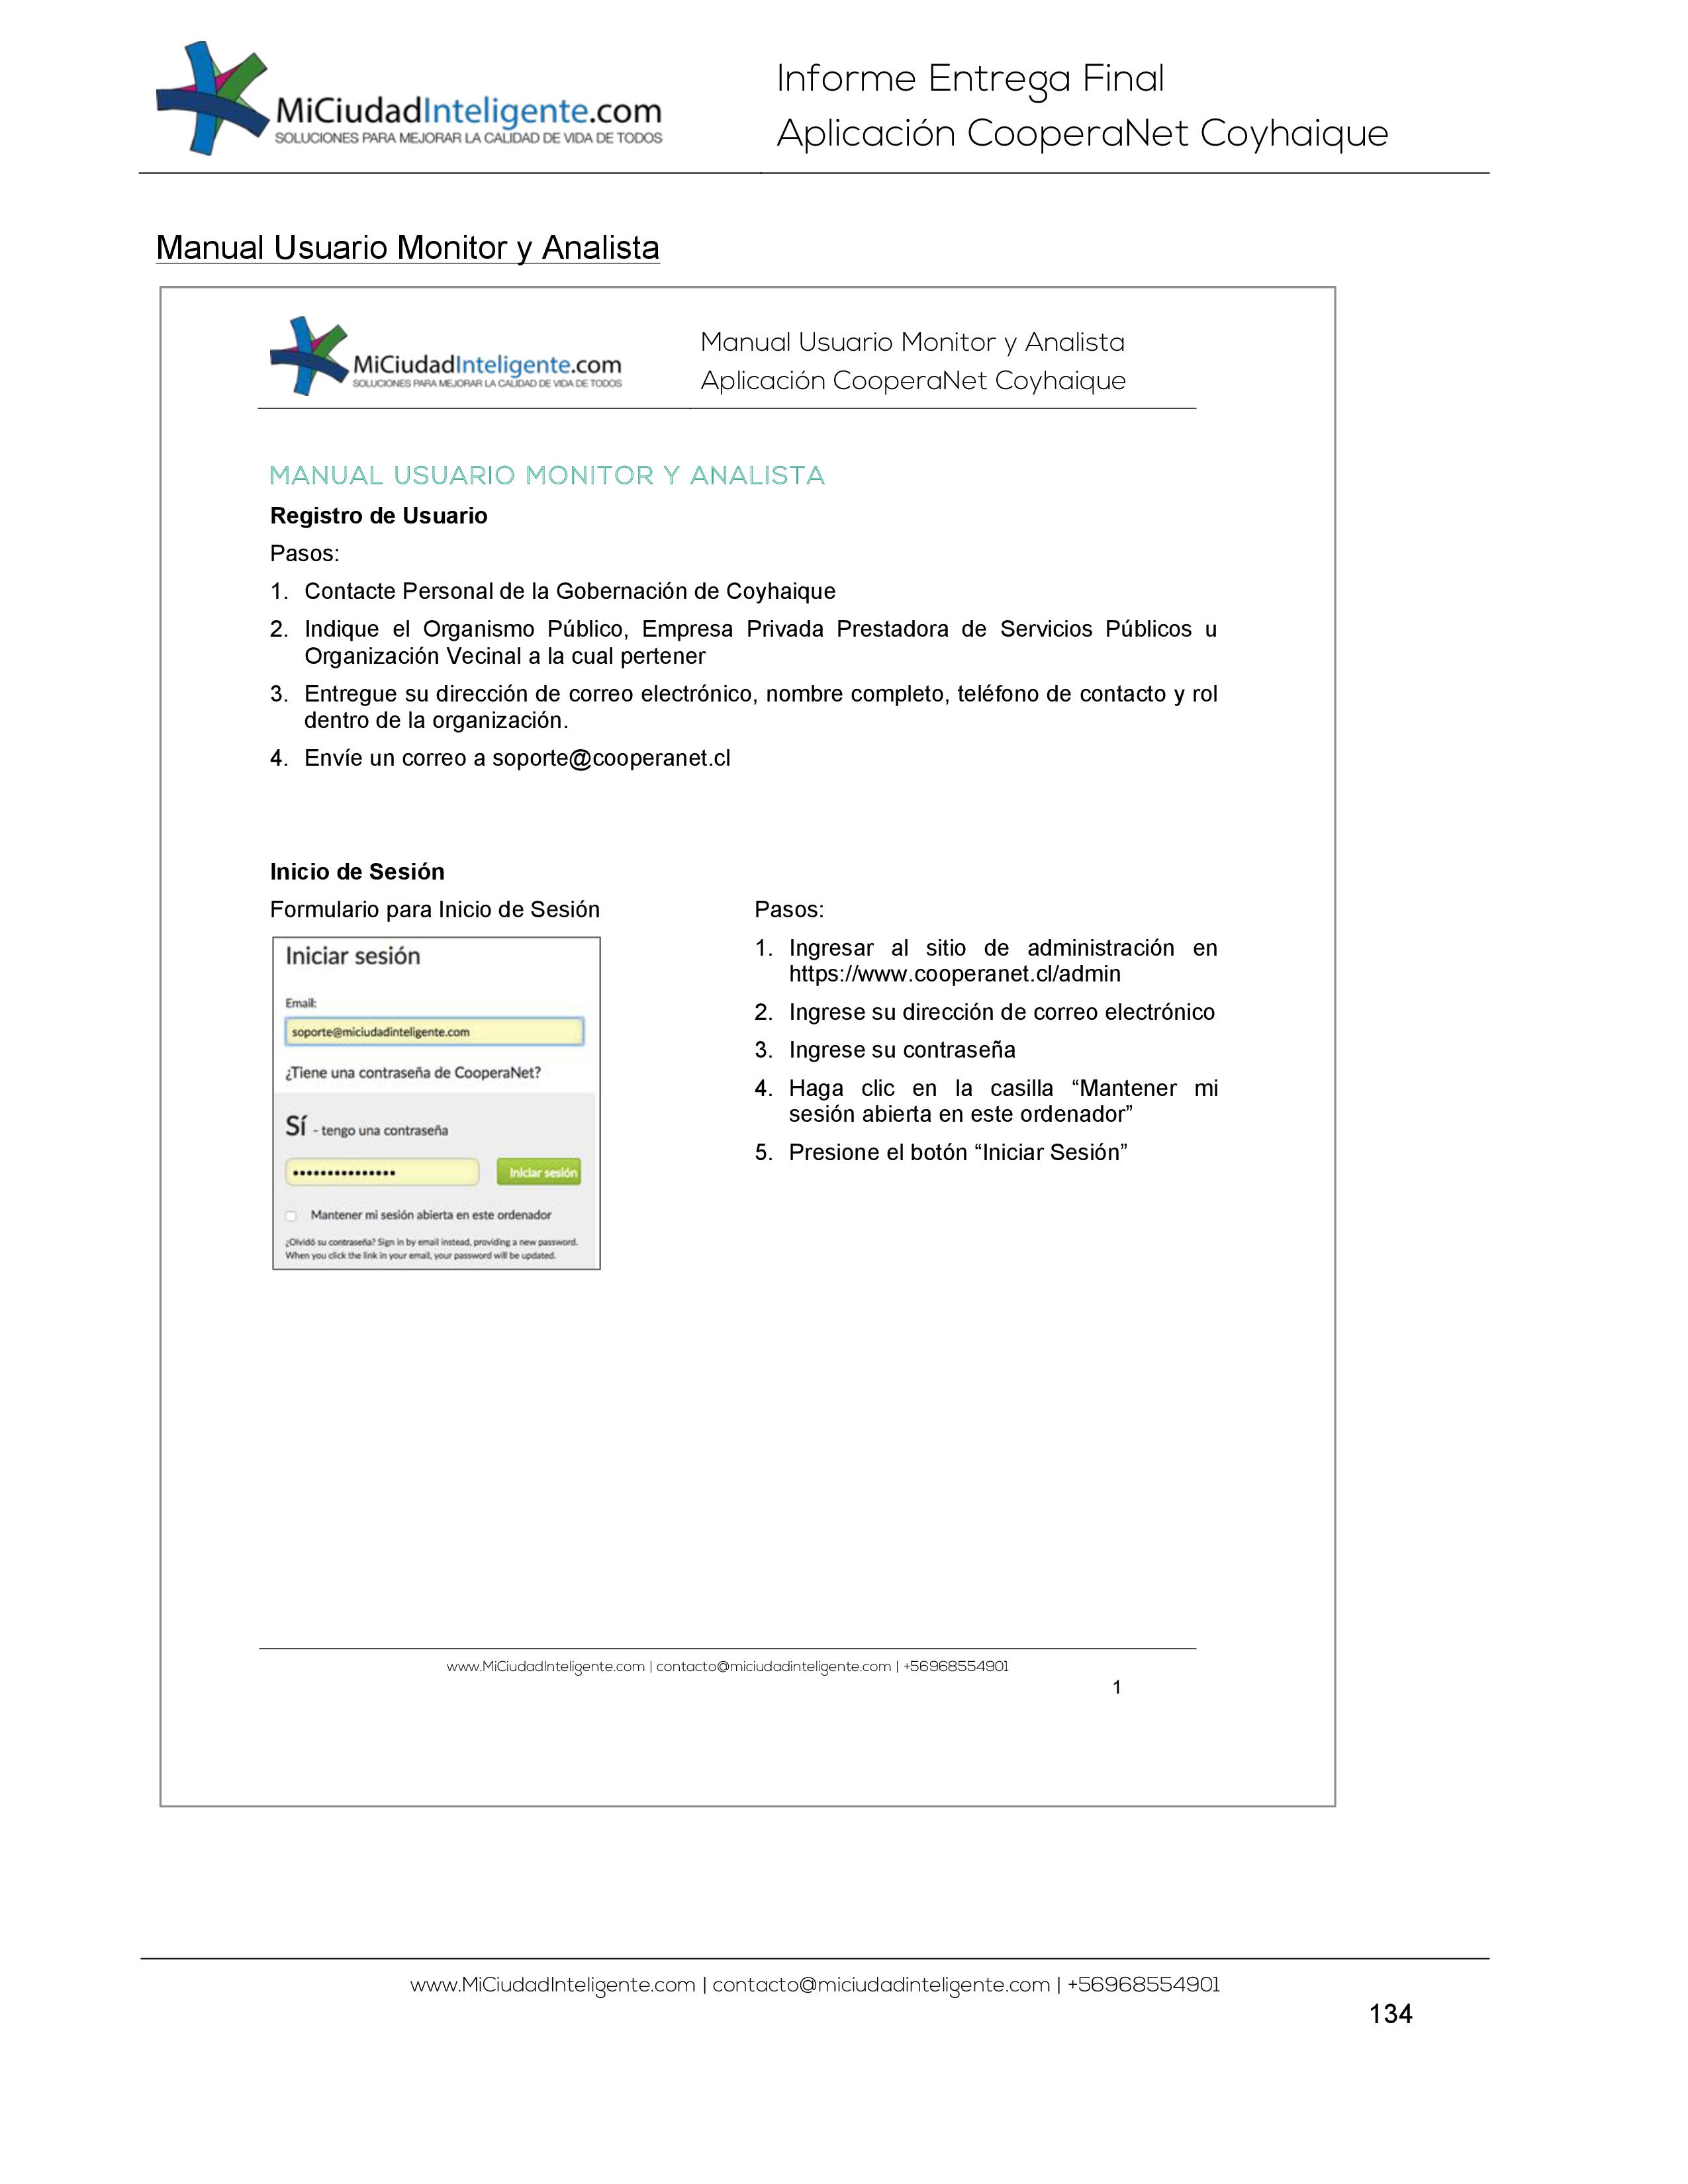 MiCiudadInteligente.com
SOLUCIONES PARA MEJORAR LA CALIDAD DE VIDA DE TODOS
Informe Entrega Final
Aplicación CooperaNet Coyhaique
Manual Usuario Monitor y Analista
MiCiudadInteligente.com
SOLUCIONES PARA MEJORAR LA CALIDAD DE VIDA DE TODOS
Manual Usuario Monitor y Analista
Aplicación CooperaNet Coyhaique
MANUAL USUARIO MONITOR Y ANALISTA
Registro de Usuario
Pasos:
1. Contacte Personal de la Gobernación de Coyhaique
2. Indique el Organismo Público, Empresa Privada Prestadora de Servicios Públicos u
Organización Vecinal a la cual pertener
3. Entregue su dirección de correo electrónico, nombre completo, teléfono de contacto y rol
dentro de la organización.
4. Envíe un correo a soporte@cooperanet.cl
Inicio de Sesión
Formulario para Inicio de Sesión
Iniciar sesión
Email:
soporte@miciudadinteligente.com
¿Tiene una contraseña de CooperaNet?
Sí - tengo una contraseña
•••••••••••••••
Iniciar sesión
Mantener mi sesión abierta en este ordenador
¿Olvidó su contraseña? Sign in by email instead, providing a new password.
When you click the link in your email, your password will be updated.
Pasos:
1. Ingresar al sitio de administración en
https://www.cooperanet.cl/admin
2. Ingrese su dirección de correo electrónico
3. Ingrese su contraseña
4. Haga clic en la casilla “Mantener mi
sesión abierta en este ordenador”
5. Presione el botón “Iniciar Sesión”
www.MiCiudadInteligente.com | contacto@miciudadinteligente.com | +56968554901
1
www.MiCiudadInteligente.com | contacto@miciudadinteligente.com | +56968554901
134